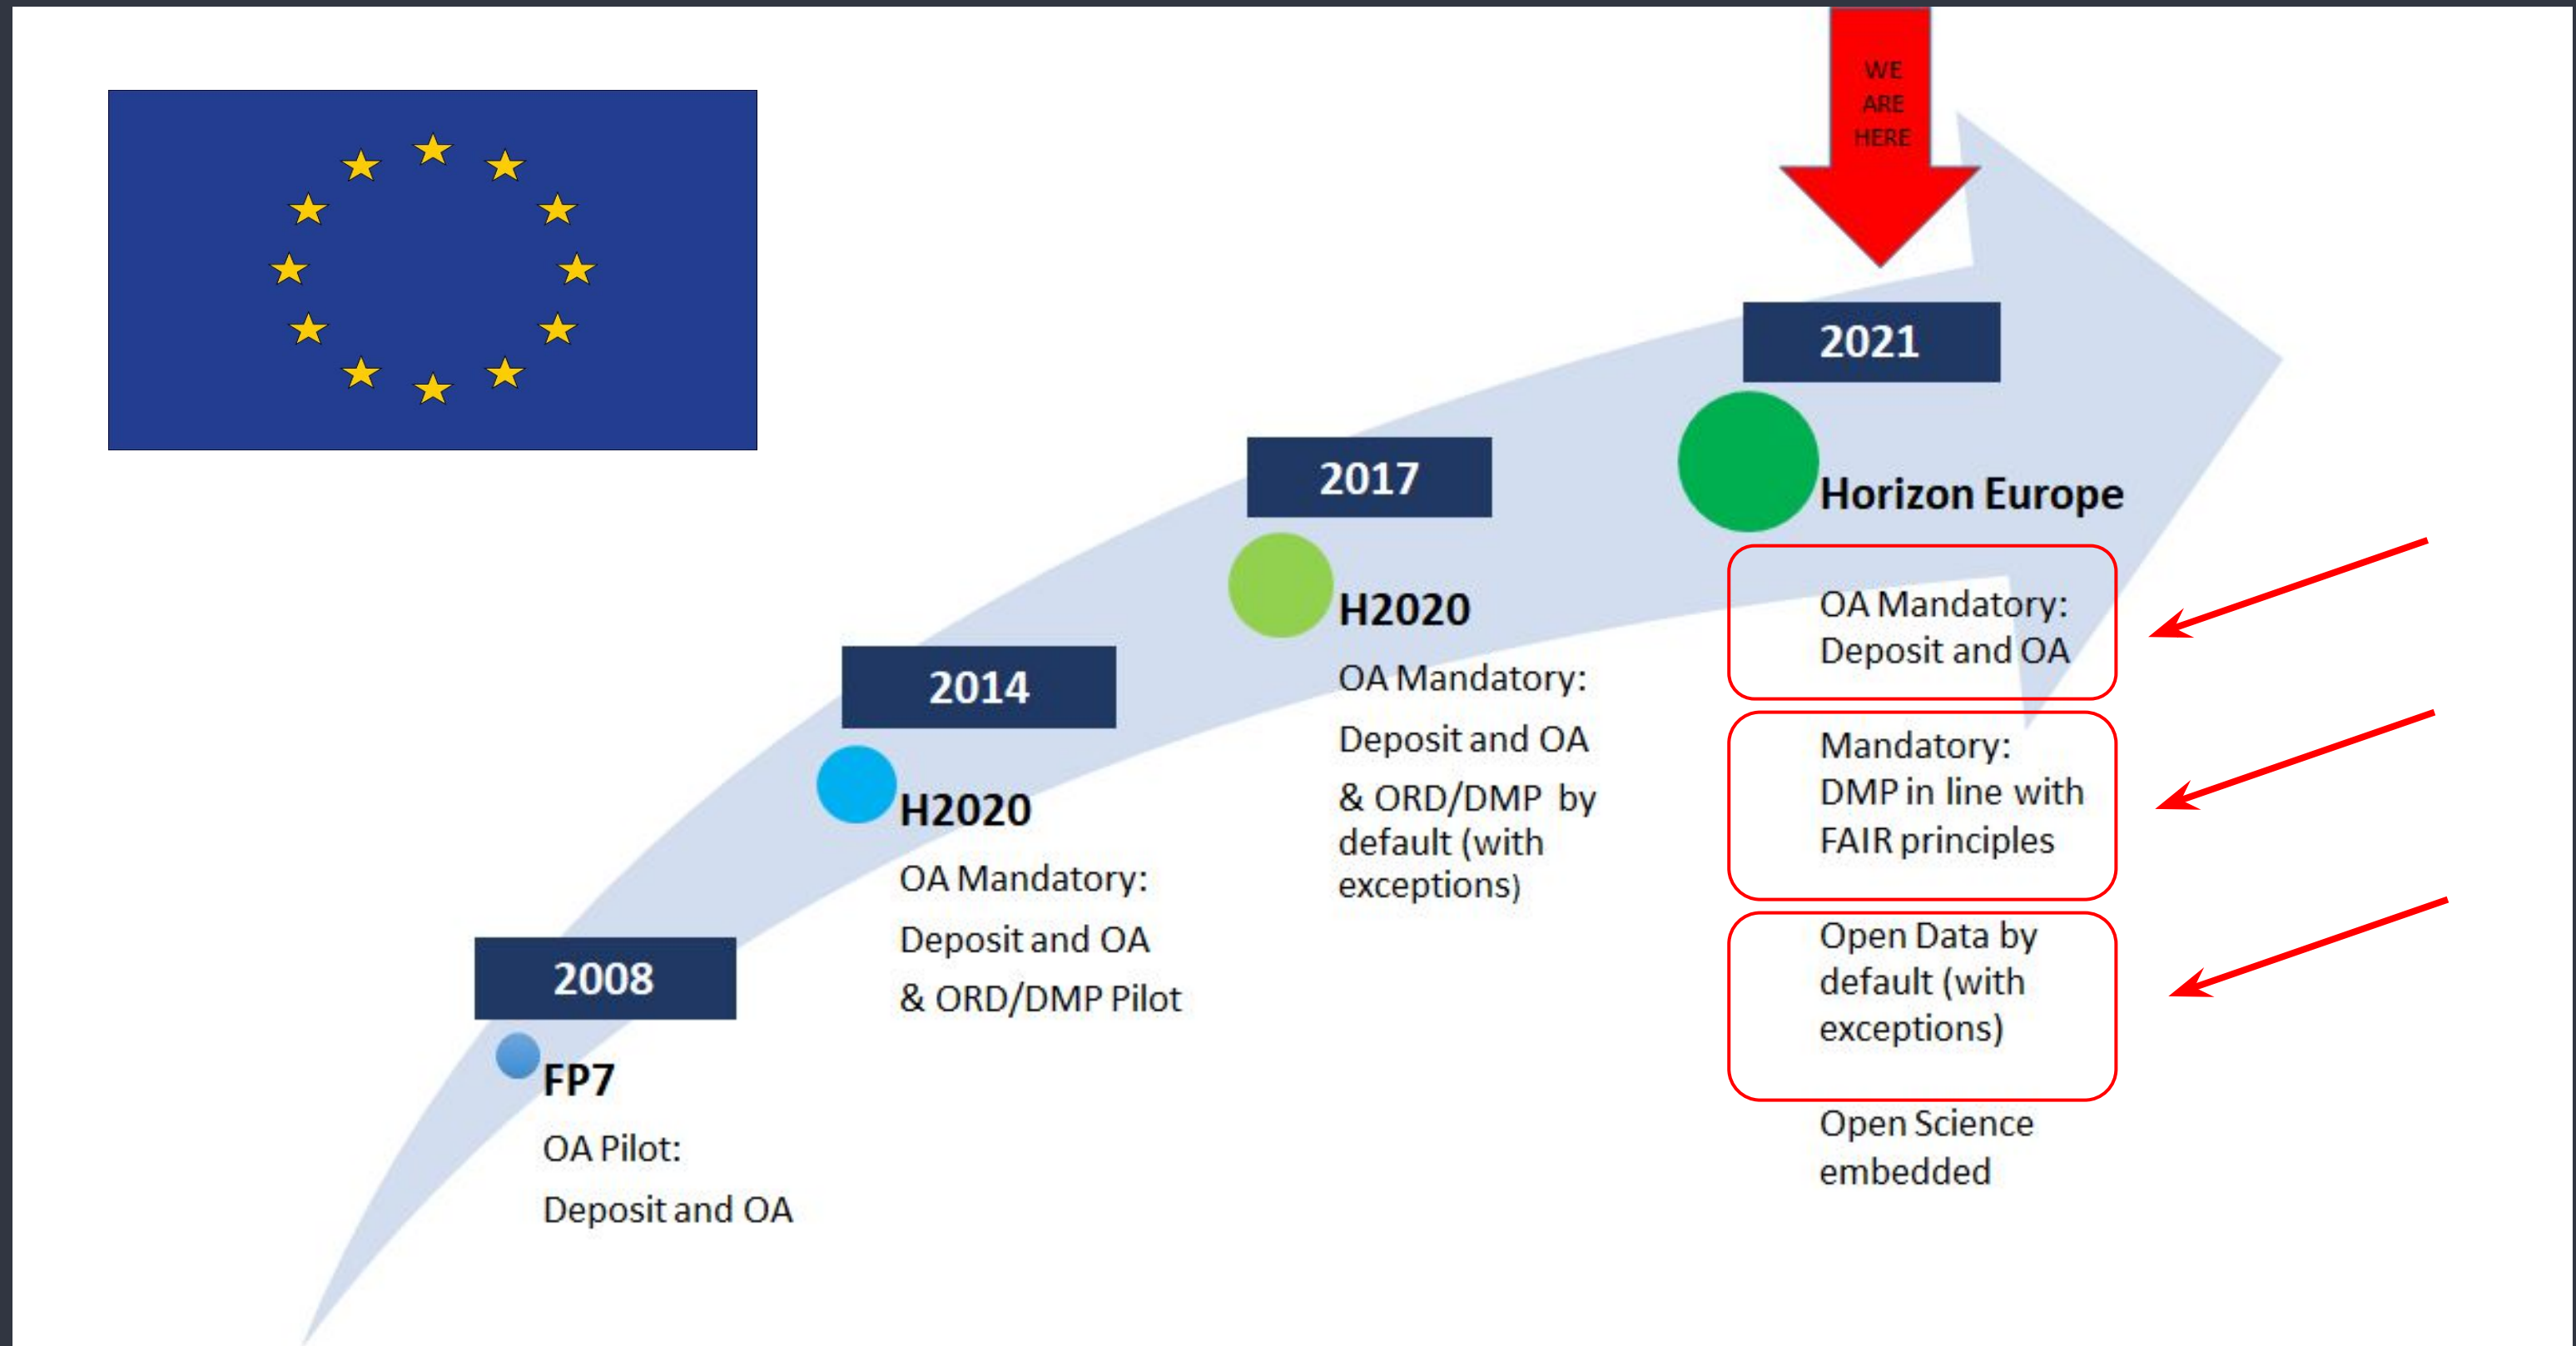 WE
ARE
HERE
2021
Horizon Europe
OA Mandatory:
Deposit and OA
Mandatory:
DMP in line with
FAIR principles
Open Data by
default (with
exceptions)
Open Science
embedded
2017
H2020
OA Mandatory:
Deposit and OA
& ORD/DMP by
default (with
exceptions)
2014
H2020
OA Mandatory:
Deposit and OA
& ORD/DMP Pilot
2008
FP7
OA Pilot:
Deposit and OA